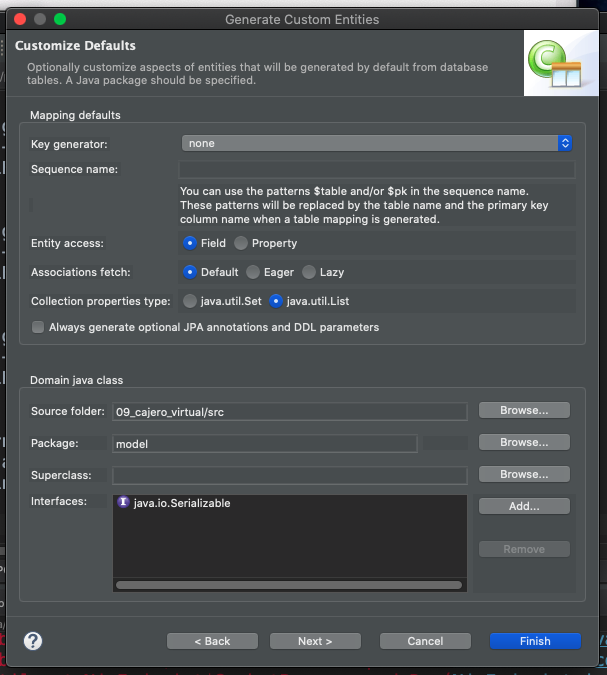 Generate Custom Entities
Customize Defaults
Optionally customize aspects of entities that will be generated by default from database
tables. A Java package should be specified.
Mapping defaults
Key generator:
none
Sequence name:
You can use the patterns $table and/or $pk in the sequence name.
These patterns will be replaced by the table name and the primary key
column name when a table mapping is generated.
Entity access:
Field
Property
Associations fetch:
Default
Eager
Lazy
Collection properties type:
java.util.Set
java.util.List
Always generate optional JPA annotations and DDL parameters
Domain java class
Source folder:
09_cajero_virtual/src
Browse...
Package:
model
Browse...
Superclass:
Browse...
Interfaces:
java.io.Serializable
Add...
Remove
?
< Back
Next >
Cancel
Finish